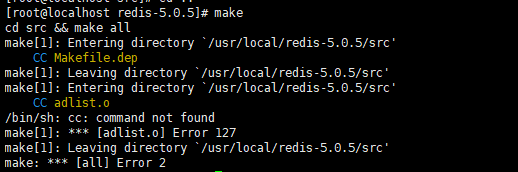 [root@localhost redis-5.0.5]# make
cd src && make all
make[1]: Entering directory `/usr/local/redis-5.0.5/src'
    CC Makefile.dep
make[1]: Leaving directory `/usr/local/redis-5.0.5/src'
make[1]: Entering directory `/usr/local/redis-5.0.5/src'
    CC adlist.o
/bin/sh: cc: command not found
make[1]: *** [adlist.o] Error 127
make[1]: Leaving directory `/usr/local/redis-5.0.5/src'
make: *** [all] Error 2